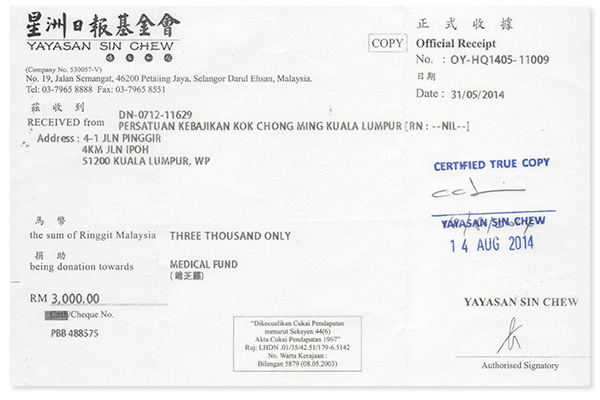 星洲日報基金會
YAYASAN SIN CHEW
(Company No. 530057-V)
No. 19, Jalan Semangat, 46200 Petaling Jaya, Selangor Darul Ehsan, Malaysia.
Tel: 03-7965 8888 Fax: 03-7965 8551
COPY
正式收據
Official Receipt
No. : OY-HQ1405-11009
日期
Date : 31/05/2014
茲收到
RECEIVED from
DN-0712-11629
PERSATUAN KEBAJIKAN KOK CHONG MING KUALA LUMPUR [RN : --NIL--]
Address : 4-1 JLN PINGGIR
4KM JLN IPOH
51200 KUALA LUMPUR, WP
CERTIFIED TRUE COPY
YAYASAN SIN CHEW
14 AUG 2014
馬幣
the sum of Ringgit Malaysia THREE THOUSAND ONLY
捐助
being donation towards MEDICAL FUND
RM 3,000.00
Cash/Cheque No.
PBB 488575
"Dikecualikan Cukai Pendapatan
menurut Seksyen 44(6)
Akta Cukai Pendapatan 1967"
Ruj: LHDN .01/35/42.51/179-6.5142
No. Warta Kerajaan :
Bilangan 5879 (08.05.2003)
YAYASAN SIN CHEW
Authorised Signatory